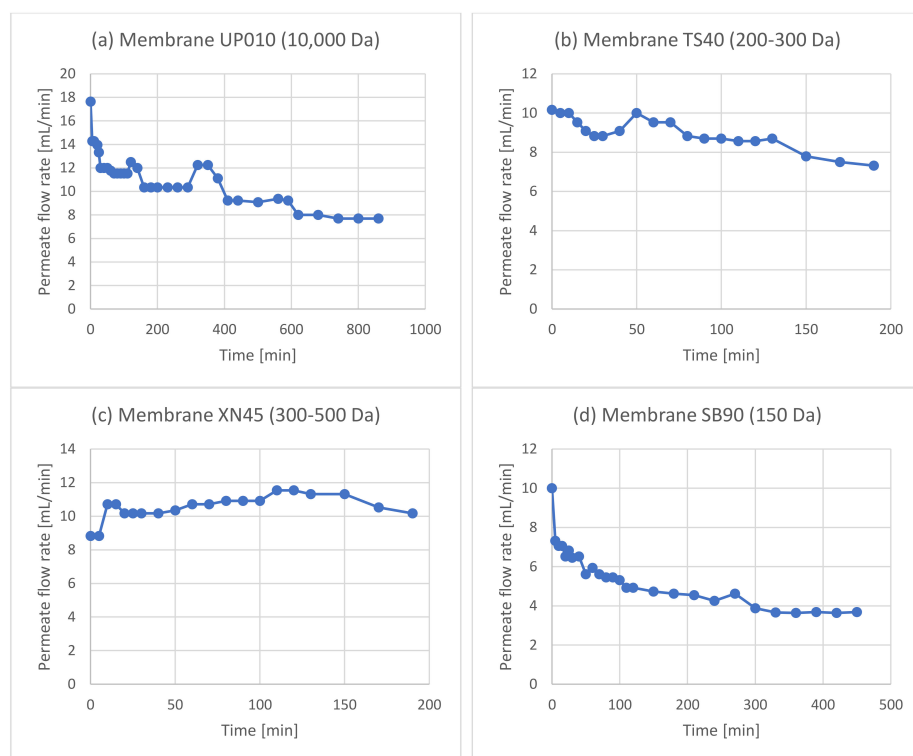 (a) Membrane UP010 (10,000 Da)
Permeate flow rate [mL/min]
20
18
16
14
12
10
8
6
4
2
0
0 200 400 600 800 1000
Time [min]
(b) Membrane TS40 (200-300 Da)
Permeate flow rate [mL/min]
12
10
8
6
4
2
0
0 50 100 150 200
Time [min]
(c) Membrane XN45 (300-500 Da)
Permeate flow rate [mL/min]
14
12
10
8
6
4
2
0
0 50 100 150 200
Time [min]
(d) Membrane SB90 (150 Da)
Permeate flow rate [mL/min]
12
10
8
6
4
2
0
0 100 200 300 400 500
Time [min]